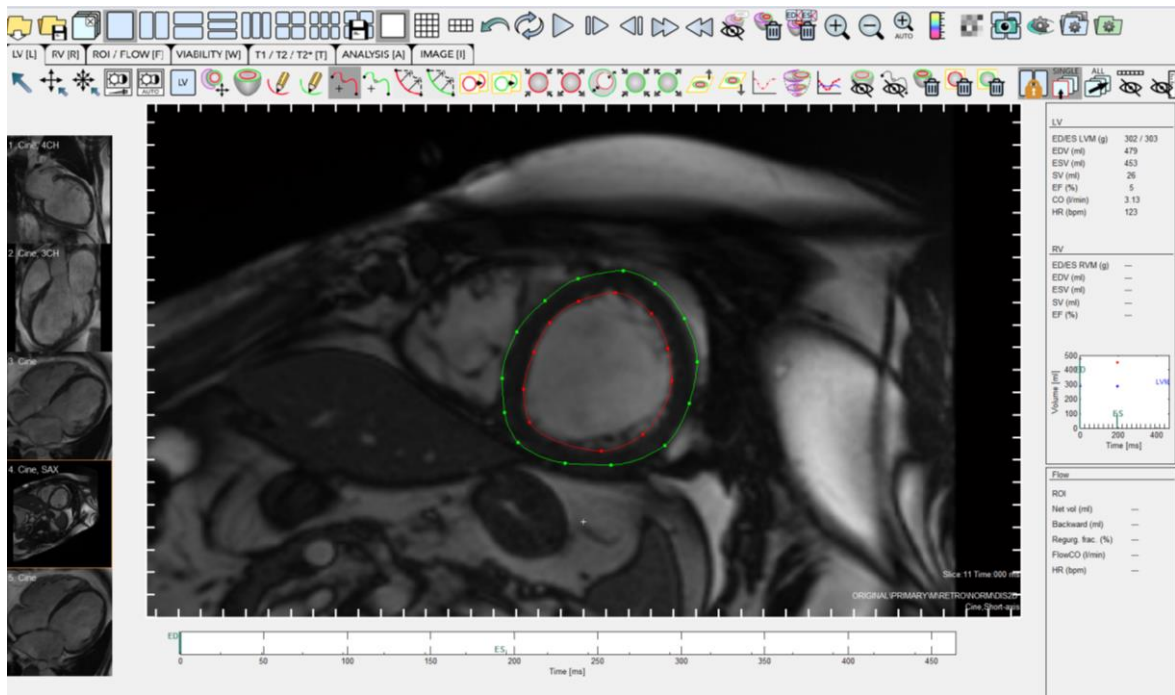 ED ES
AUTO
LV [L] RV [R] ROI / FLOW [F] VIABILITY [W] T1 / T2 / T2* [T] ANALYSIS [A] IMAGE [I]
AUTO
LV
SINGLE
ALL
1. Cine, 4CH
2. Cine, 3CH
3. Cine
4. Cine, SAX
5. Cine
Slice:11 Time:000 ms
ORIGINAL\PRIMARY\M\RETRO\NORM\DIS2D
Cine,Short-axis
ED
ES
0 50 100 150 200 250 300 350 400 450
Time [ms]
LV
ED/ES LVM (g) 302 / 303
EDV (ml) 479
ESV (ml) 453
SV (ml) 26
EF (%) 5
CO (l/min) 3.13
HR (bpm) 123
RV
ED/ES RVM (g) ---
EDV (ml) ---
ESV (ml) ---
SV (ml) ---
EF (%) ---
500
400
300
200
100
0
Volume [ml]
ED
LVM
ES
0 200 400
Time [ms]
Flow
ROI
Net vol (ml) ---
Backward (ml) ---
Regurg. frac. (%) ---
FlowCO (l/min) ---
HR (bpm) ---